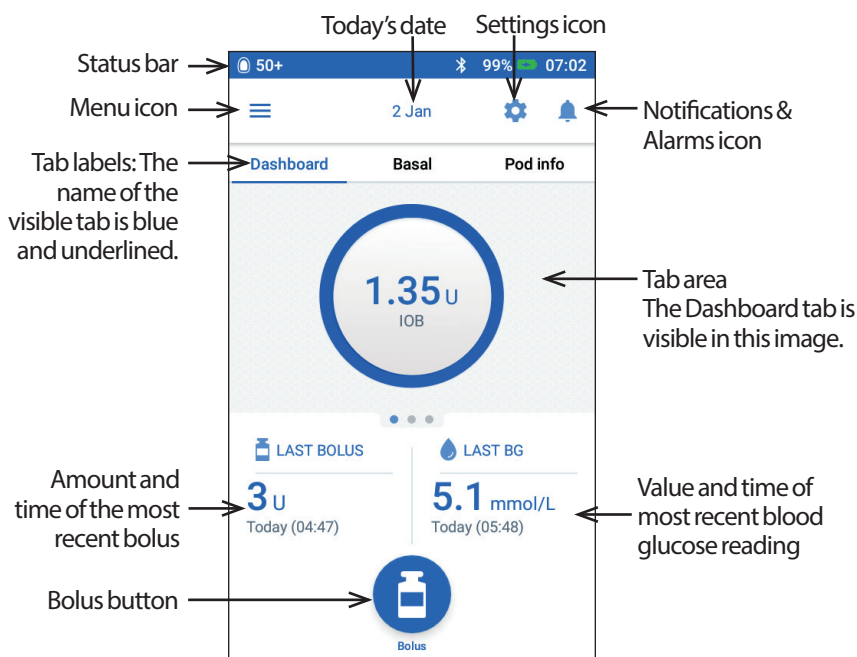 Today's date
Settings icon
Status bar
50+
99%
07:02
Menu icon
2 Jan
Notifications &
Alarms icon
Tab labels: The
name of the
visible tab is blue
and underlined.
Dashboard
Basal
Pod info
1.35 U
IOB
Tab area
The Dashboard tab is
visible in this image.
LAST BOLUS
LAST BG
Amount and
time of the most
recent bolus
3 U
Today (04:47)
5.1 mmol/L
Today (05:48)
Value and time of
most recent blood
glucose reading
Bolus button
Bolus